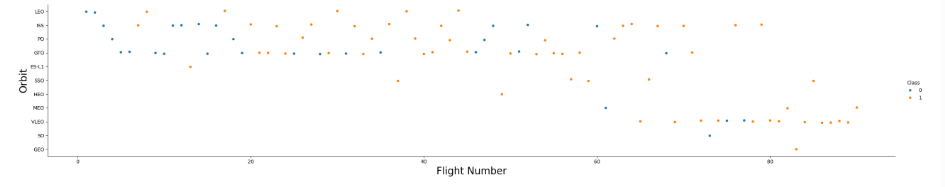 LEO
ISS
PO
GTO
ES-L1
SSO
HEO
MEO
VLEO
SO
GEO
Orbit
0
20
40
60
80
Flight Number
Class
0
1